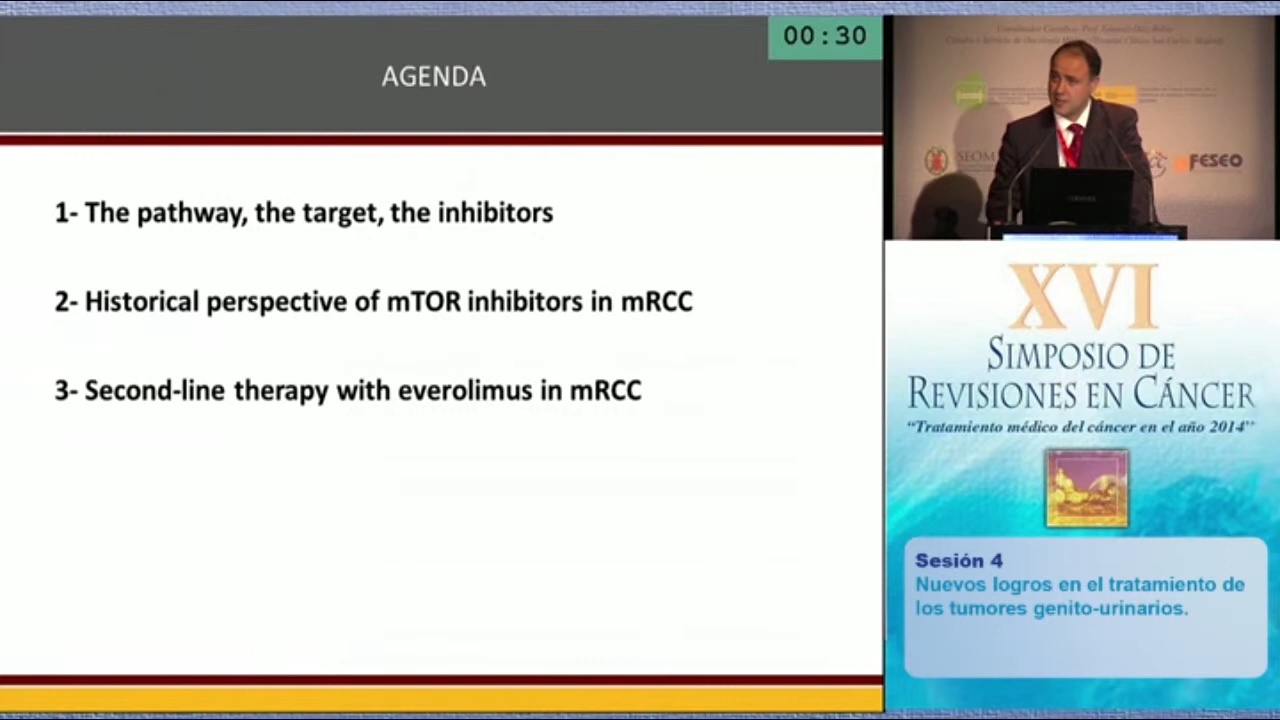 AGENDA
00:30
1- The pathway, the target, the inhibitors
2- Historical perspective of mTOR inhibitors in mRCC
3- Second-line therapy with everolimus in mRCC
SEOM
FESEO
XVI
SIMPOSIO DE
REVISIONES EN CÁNCER
“Tratamiento médico del cáncer en el año 2014”
Sesión 4
Nuevos logros en el tratamiento de
los tumores genito-urinarios.